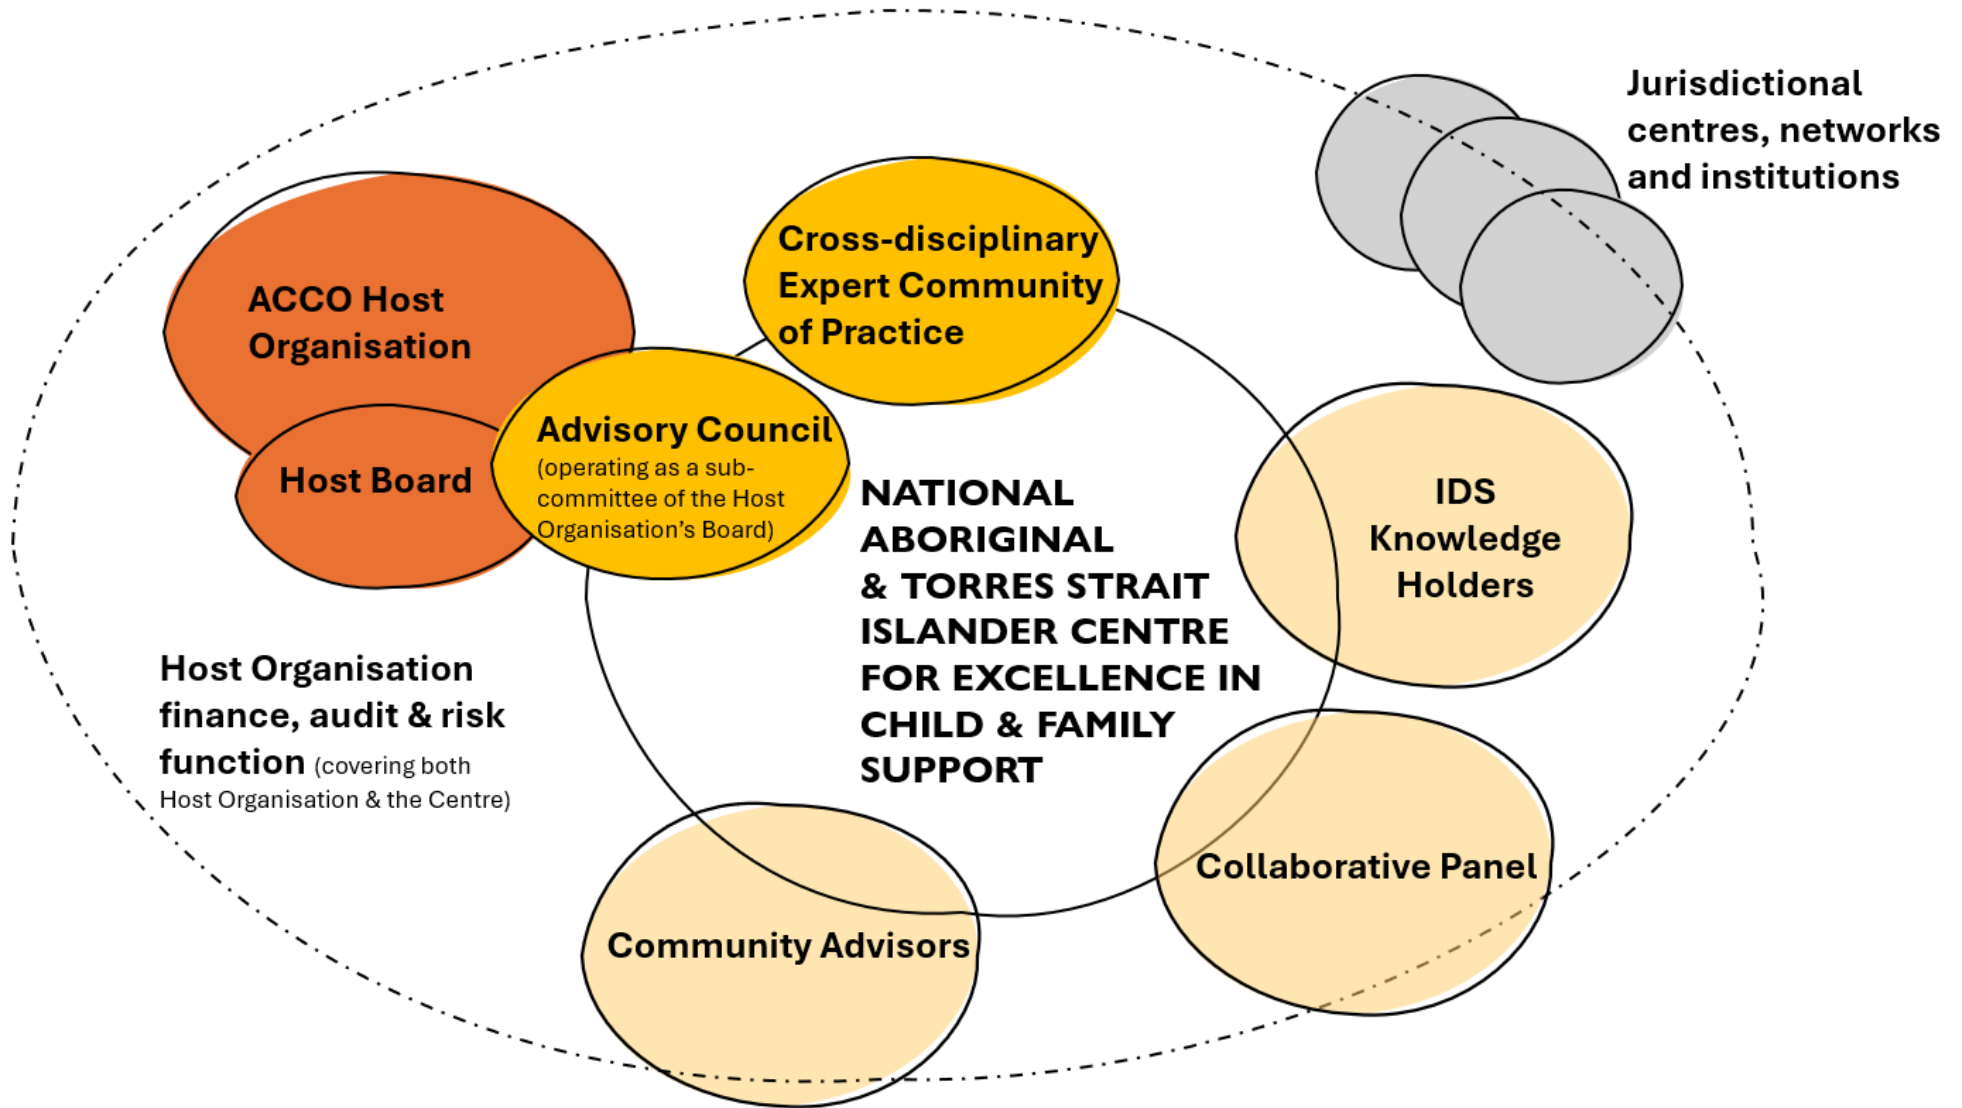 Jurisdictional
centres, networks
and institutions
Cross-disciplinary
Expert Community
of Practice
ACCO Host
Organisation
Host Board
Advisory Council
(operating as a sub-
committee of the Host
Organisation's Board)
NATIONAL
ABORIGINAL
& TORRES STRAIT
ISLANDER CENTRE
FOR EXCELLENCE IN
CHILD & FAMILY
SUPPORT
IDS
Knowledge
Holders
Host Organisation
finance, audit & risk
function (covering both
Host Organisation & the Centre)
Collaborative Panel
Community Advisors